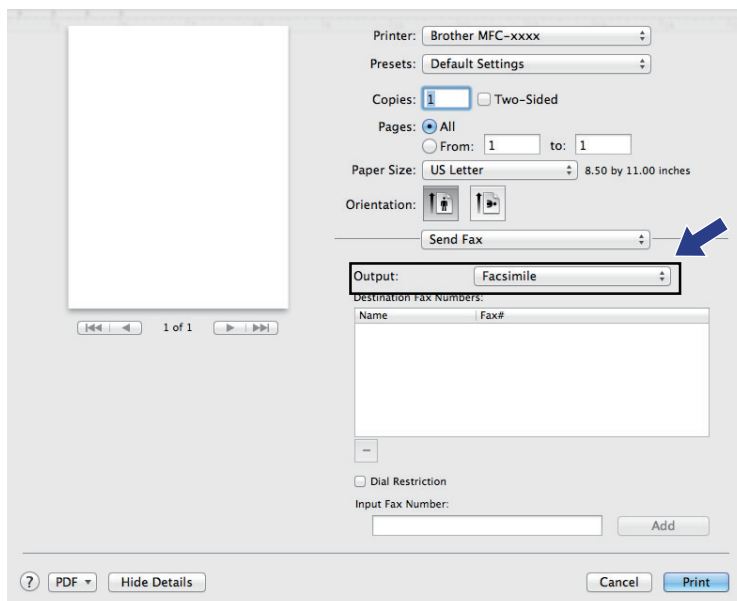 Printer: Brother MFC-xxxx
Presets: Default Settings
Copies: 1 Two-Sided
Pages: All
From: 1 to: 1
Paper Size: US Letter 8.50 by 11.00 inches
Orientation:
Send Fax
Output: Facsimile
Destination Fax Numbers:
Name Fax#
1 of 1
Dial Restriction
Input Fax Number:
Add
? PDF Hide Details Cancel Print